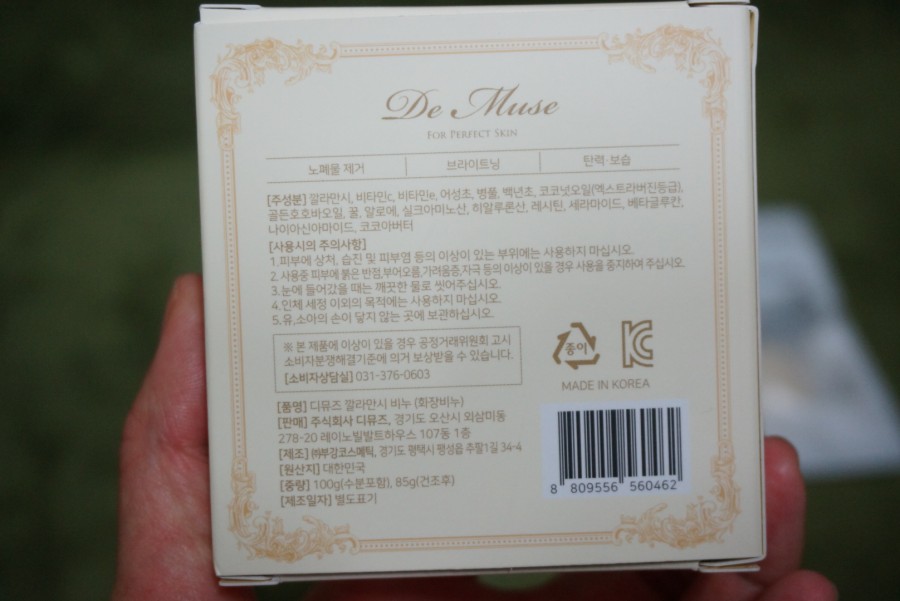 De Muse
FOR PERFECT SKIN
노폐물 제거 브라이트닝 탄력·보습
[주성분] 깔라만시, 비타민c, 비타민e, 어성초, 병풀, 백년초, 코코넛오일(엑스트라버진등급),
골든호호바오일, 꿀, 알로에, 실크아미노산, 히알루론산, 레시틴, 세라마이드, 베타글루칸,
나이아신아마이드, 코코아버터
[사용시의 주의사항]
1.피부에 상처, 습진 및 피부염 등의 이상이 있는 부위에는 사용하지 마십시오.
2. 사용중 피부에 붉은 반점,부어오름,가려움증,자극 등의 이상이 있을 경우 사용을 중지하여 주십시오.
3.눈에 들어갔을 때는 깨끗한 물로 씻어주십시오.
4.인체 세정 이외의 목적에는 사용하지 마십시오.
5.유,소아의 손이 닿지 않는 곳에 보관하십시오.
※ 본 제품에 이상이 있을 경우 공정거래위원회 고시
소비자분쟁해결기준에 의거 보상받을 수 있습니다.
[소비자상담실] 031-376-0603
종이
KC
MADE IN KOREA
[품명] 디뮤즈 깔라만시 비누 (화장비누)
[판매] 주식회사 디뮤즈, 경기도 오산시 외삼미동
278-20 레이노빌발트하우스 107동 1층
[제조] ㈜부강코스메틱, 경기도 평택시 팽성읍 추팔1길 34-4
[원산지] 대한민국
[중량] 100g(수분포함), 85g(건조후)
[제조일자] 별도표기
8 809556 560462